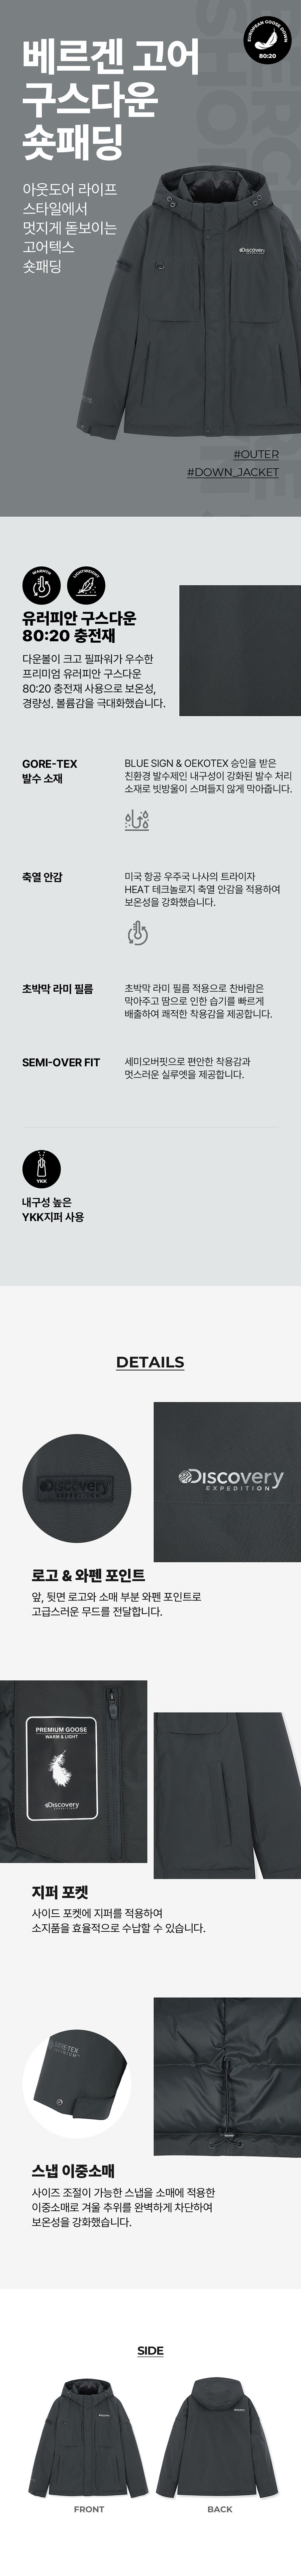 EUROPEAN GOOSE DOWN
80:20
베르겐 고어
구스다운
숏패딩
아웃도어 라이프
스타일에서
멋지게 돋보이는
고어텍스
숏패딩
Discovery
EXPEDITION
#OUTER
#DOWN_JACKET
WARMTH
LIGHTWEIGHT
유러피안 구스다운
80:20 충전재
다운볼이 크고 필파워가 우수한
프리미엄 유러피안 구스다운
80:20 충전재 사용으로 보온성,
경량성, 볼륨감을 극대화했습니다.
GORE-TEX
발수 소재
BLUE SIGN & OEKOTEX 승인을 받은
친환경 발수제인 내구성이 강화된 발수 처리
소재로 빗방울이 스며들지 않게 막아줍니다.
축열 안감
미국 항공 우주국 나사의 트라이자
HEAT 테크놀로지 축열 안감을 적용하여
보온성을 강화했습니다.
초박막 라미 필름
초박막 라미 필름 적용으로 찬바람은
막아주고 땀으로 인한 습기를 빠르게
배출하여 쾌적한 착용감을 제공합니다.
SEMI-OVER FIT
세미오버핏으로 편안한 착용감과
멋스러운 실루엣을 제공합니다.
YKK
내구성 높은
YKK지퍼 사용
DETAILS
Discovery
EXPEDITION
Discovery
EXPEDITION
로고 & 와펜 포인트
앞, 뒷면 로고와 소매 부분 와펜 포인트로
고급스러운 무드를 전달합니다.
PREMIUM GOOSE
WARM & LIGHT
Discovery
EXPEDITION
지퍼 포켓
사이드 포켓에 지퍼를 적용하여
소지품을 효율적으로 수납할 수 있습니다.
GORE-TEX
스냅 이중소매
사이즈 조절이 가능한 스냅을 소매에 적용한
이중소매로 겨울 추위를 완벽하게 차단하여
보온성을 강화했습니다.
SIDE
Discovery
Discovery
FRONT
BACK